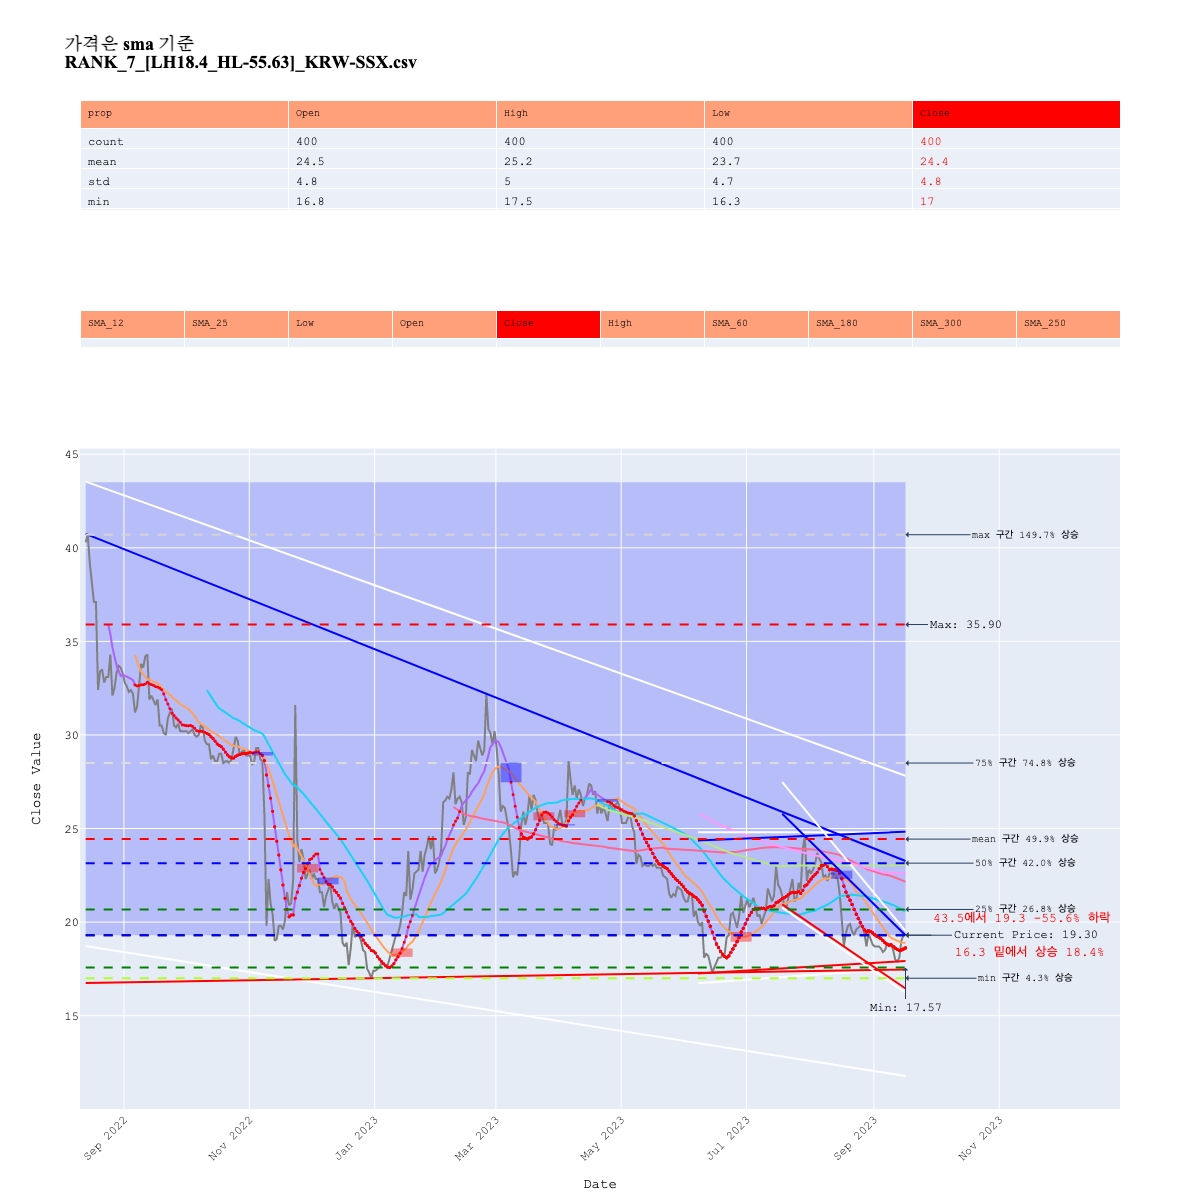 가격은 sma 기준
RANK_7_[LH18.4_HL-55.63]_KRW-SSX.csv
prop Open High Low Close
count 400 400 400 400
mean 24.5 25.2 23.7 24.4
std 4.8 5 4.7 4.8
min 16.8 17.5 16.3 17
SMA_12 SMA_25 Low Open Close High SMA_60 SMA_180 SMA_300 SMA_250
45
40
35
30
25
20
15
Close Value
max 구간 149.7% 상승
Max: 35.90
75% 구간 74.8% 상승
mean 구간 49.9% 상승
50% 구간 42.0% 상승
25% 구간 26.8% 상승
43.5에서 19.3 -55.6% 하락
Current Price: 19.30
16.3 밑에서 상승 18.4%
min 구간 4.3% 상승
Min: 17.57
Sep 2022
Nov 2022
Jan 2023
Mar 2023
May 2023
Jul 2023
Sep 2023
Nov 2023
Date